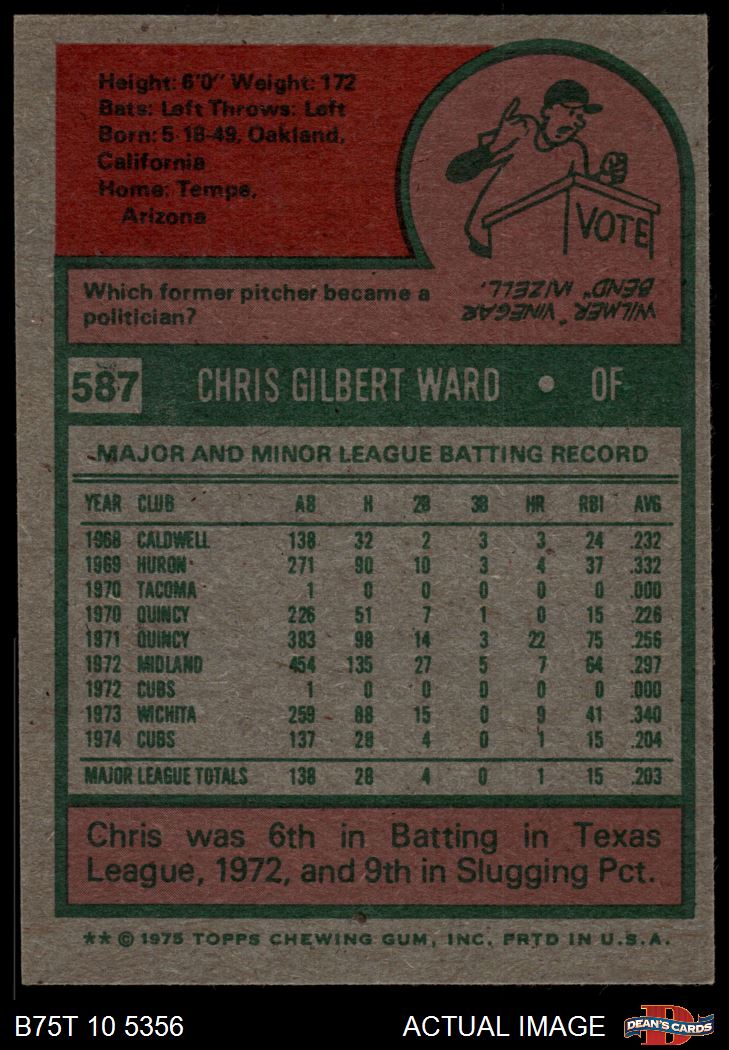 Height: 6'0" Weight: 172
Bats: Left Throws: Left
Born: 5-18-49, Oakland,
California
Home: Tempe,
Arizona
VOTE
Which former pitcher became a
politician?
WILMER "VINEGAR
BEND" MIZELL.
587 CHRIS GILBERT WARD • OF
MAJOR AND MINOR LEAGUE BATTING RECORD
YEAR CLUB AB H 2B 3B HR RBI AVG
1968 CALDWELL 138 32 2 3 3 24 .232
1969 HURON 271 90 10 3 4 37 .332
1970 TACOMA 1 0 0 0 0 0 .000
1970 QUINCY 226 51 7 1 0 15 .226
1971 QUINCY 383 98 14 3 22 75 .256
1972 MIDLAND 454 135 27 5 7 64 .297
1972 CUBS 1 0 0 0 0 0 .000
1973 WICHITA 259 88 15 0 9 41 .340
1974 CUBS 137 28 4 0 1 15 .204
MAJOR LEAGUE TOTALS 138 28 4 0 1 15 .203
Chris was 6th in Batting in Texas
League, 1972, and 9th in Slugging Pct.
** © 1975 TOPPS CHEWING GUM, INC. PRTD IN U.S.A.
B75T 10 5356 ACTUAL IMAGE DEAN'S CARDS